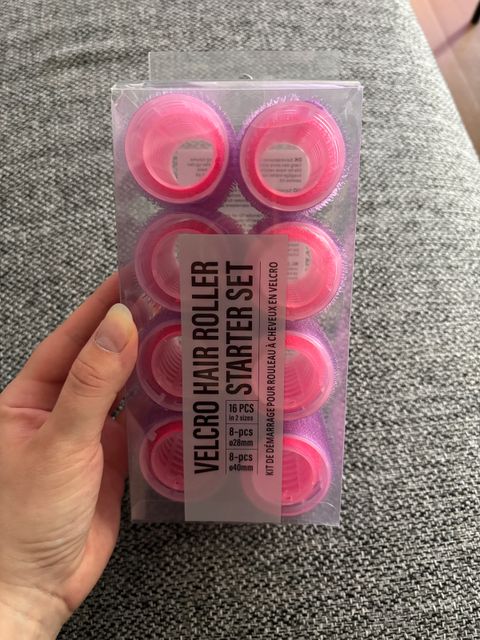 VELCRO HAIR ROLLER
STARTER SET
16 PCS
in 2 sizes
8-pcs
ø28mm
8-pcs
ø40mm
KIT DE DÉMARRAGE POUR ROULEAU À CHEVEUX EN VELCRO